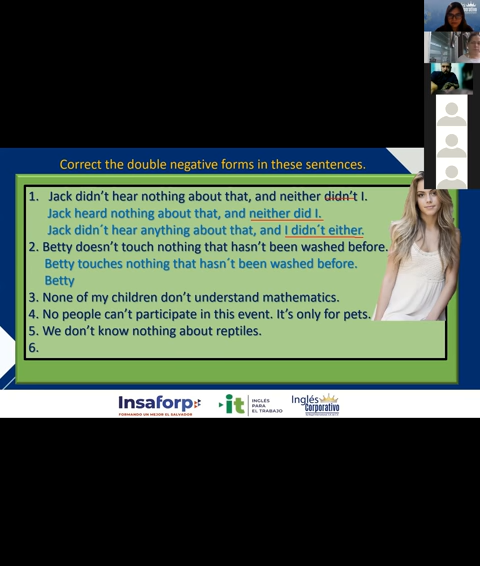 Correct the double negative forms in these sentences.
1. Jack didn't hear nothing about that, and neither didn't I.
Jack heard nothing about that, and neither did I.
Jack didn´t hear anything about that, and I didn´t either.
2. Betty doesn't touch nothing that hasn't been washed before.
Betty touches nothing that hasn´t been washed before.
Betty
3. None of my children don't understand mathematics.
4. No people can't participate in this event. It's only for pets.
5. We don't know nothing about reptiles.
6.
Insaforp
FORMANDO UN MEJOR EL SALVADOR
it
INGLÉS
PARA
EL TRABAJO
Inglés
Corporativo